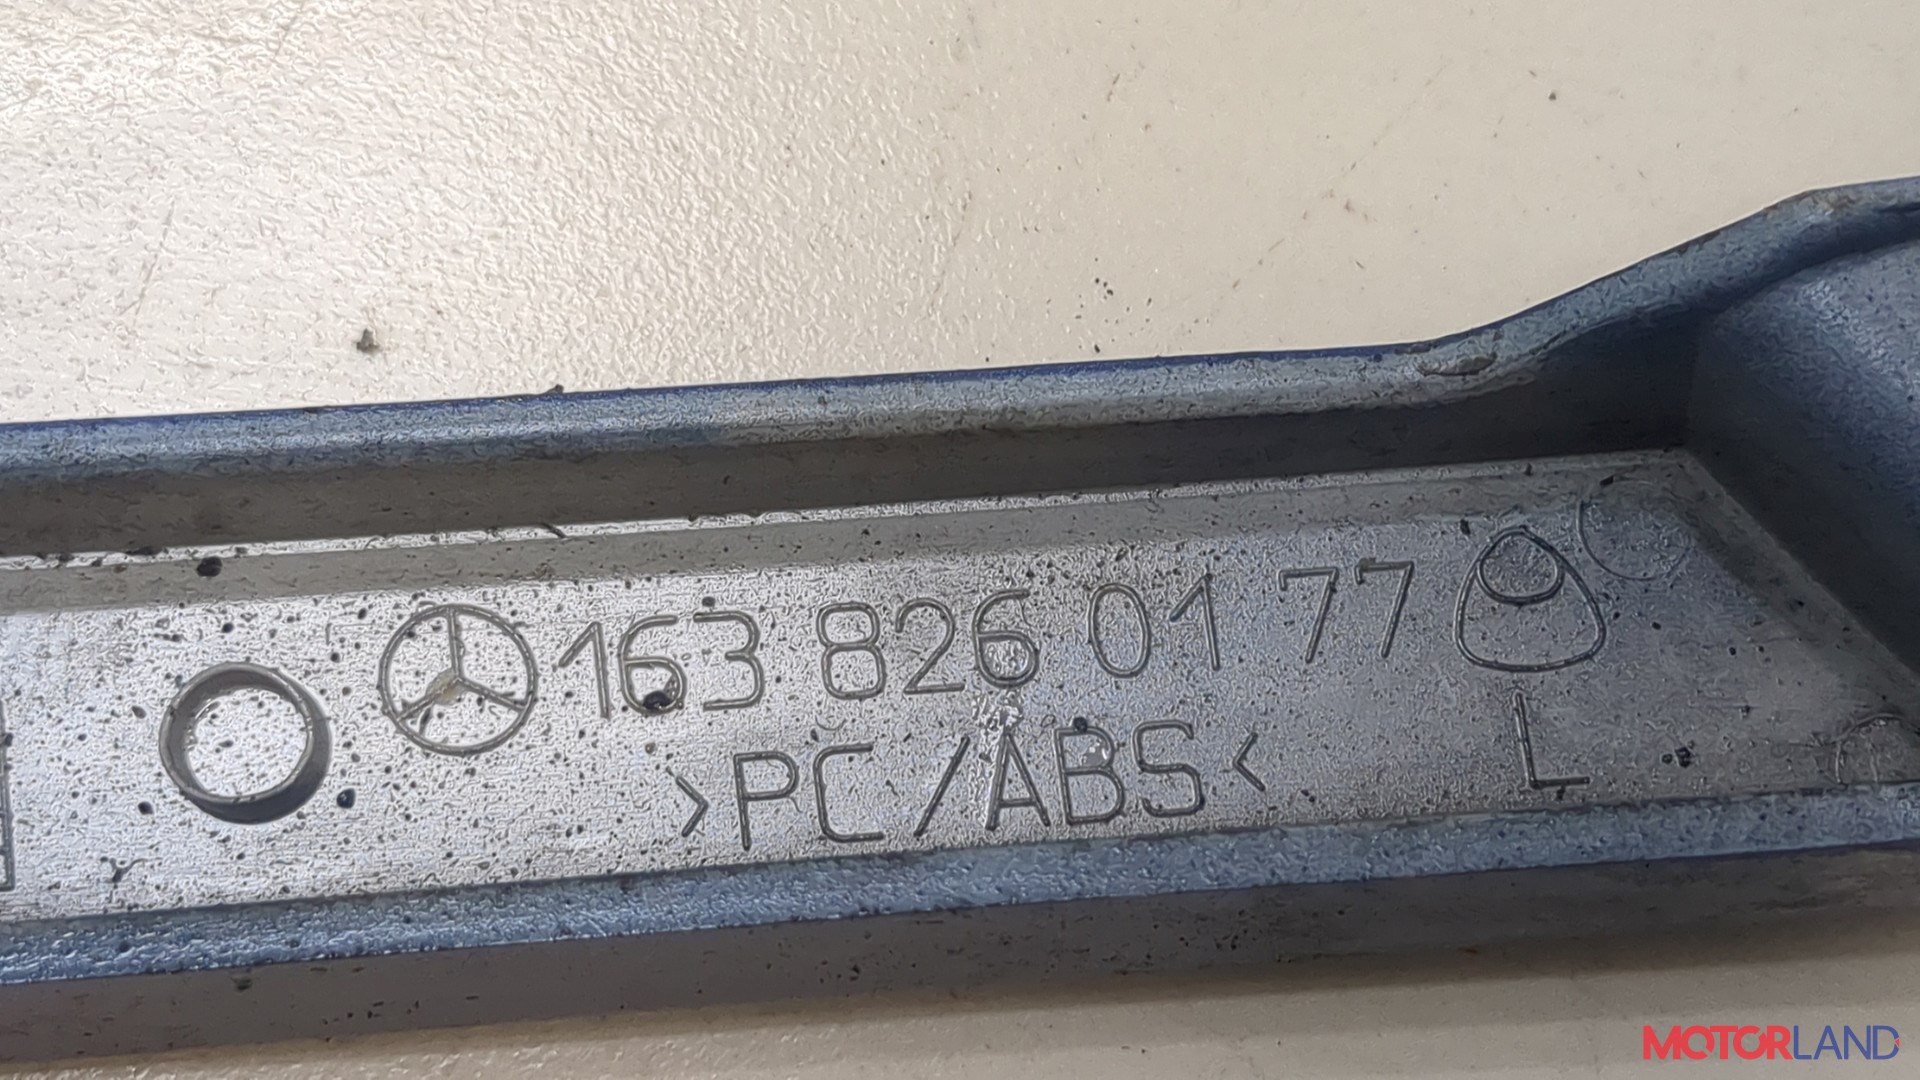 163 826 01 77
>PC/ABS<
L
MOTORLAND